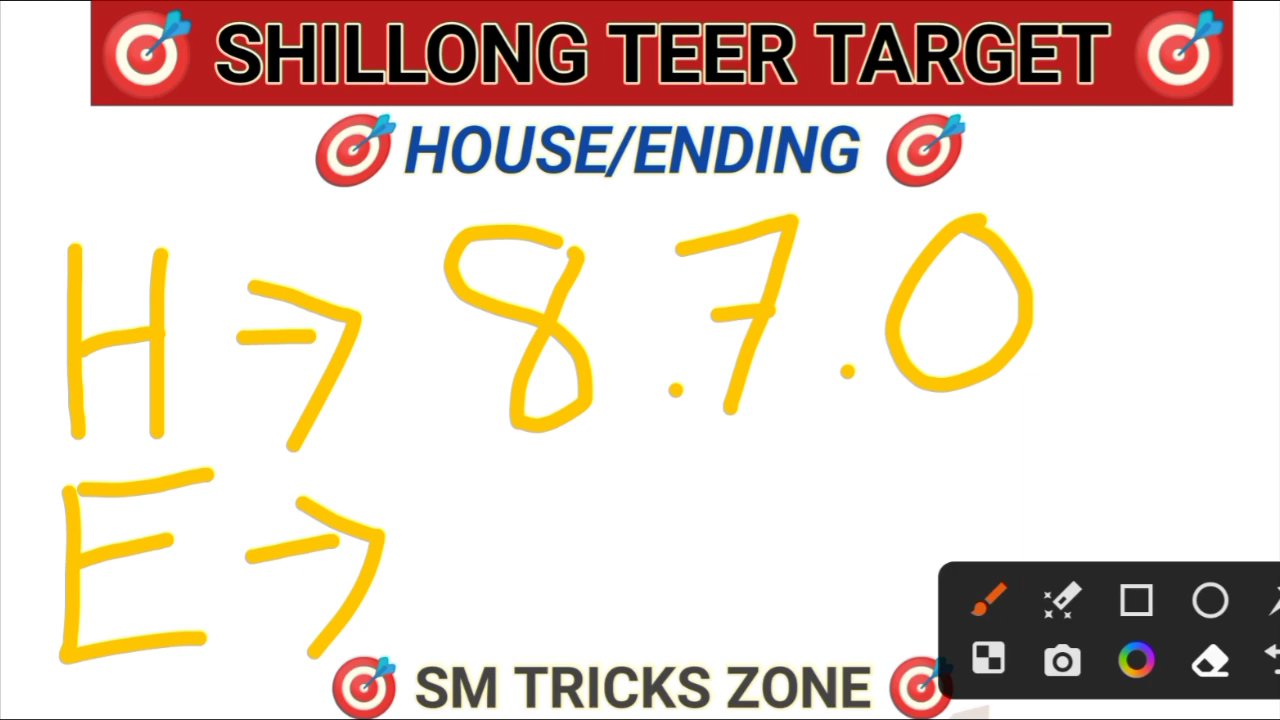 SHILLONG TEER TARGET
HOUSE/ENDING
H → 8.7.0
E →
SM TRICKS ZONE